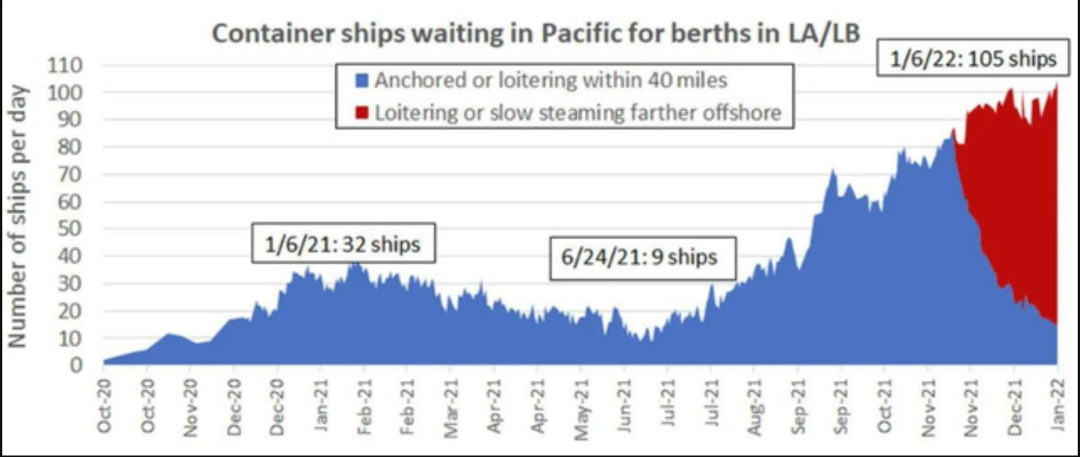 Container ships waiting in Pacific for berths in LA/LB
1/6/22: 105 ships
Anchored or loitering within 40 miles
Loitering or slow steaming farther offshore
Number of ships per day
110
100
90
80
70
60
50
40
30
20
10
0
1/6/21: 32 ships
6/24/21: 9 ships
Oct-20
Oct-20
Nov-20
Dec-20
Dec-20
Jan-21
Feb-21
Feb-21
Mar-21
Apr-21
Apr-21
May-21
Jun-21
Jul-21
Jul-21
Aug-21
Sep-21
Sep-21
Oct-21
Nov-21
Nov-21
Dec-21
Jan-22